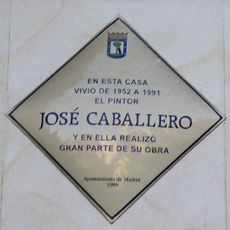 EN ESTA CASA
VIVIÓ DE 1952 A 1991
EL PINTOR
JOSÉ CABALLERO
Y EN ELLA REALIZÓ
GRAN PARTE DE SU OBRA
Ayuntamiento de Madrid
1999